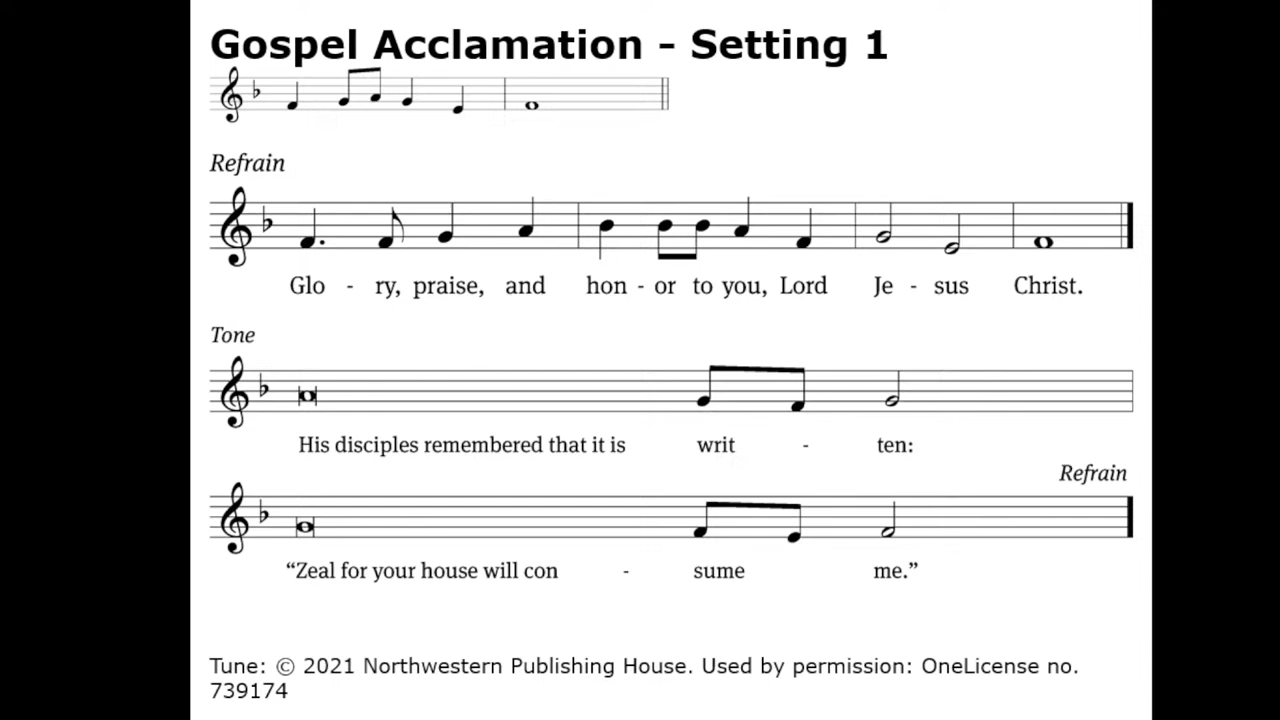 Gospel Acclamation - Setting 1
Refrain
Glo - ry, praise, and hon - or to you, Lord Je - sus Christ.
Tone
His disciples remembered that it is writ - ten:
Refrain
“Zeal for your house will con - sume me.”
Tune: © 2021 Northwestern Publishing House. Used by permission: OneLicense no.
739174